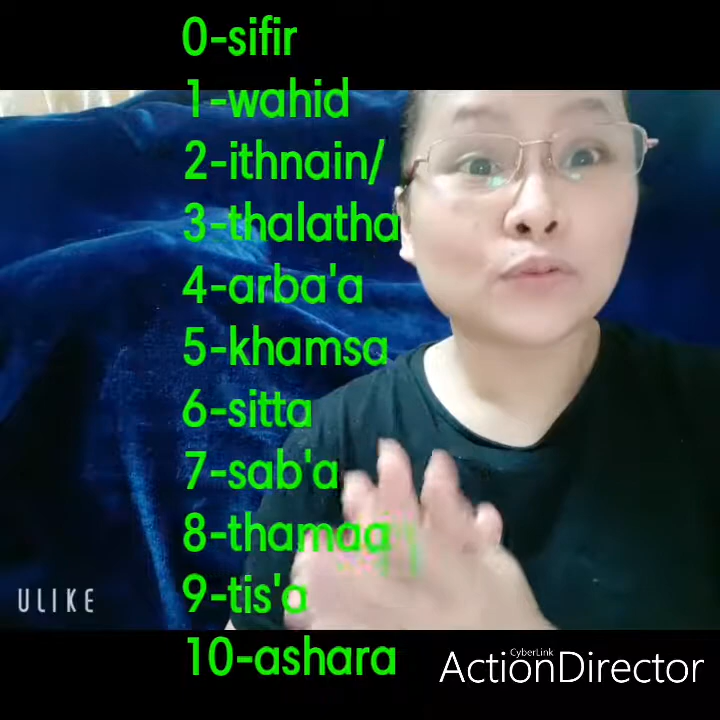 0-sifir
1-wahid
2-ithnain/
3-thalatha
4-arba'a
5-khamsa
6-sitta
7-sab'a
8-thamaa
9-tis'a
10-ashara
ULIKE
CyberLink
ActionDirector